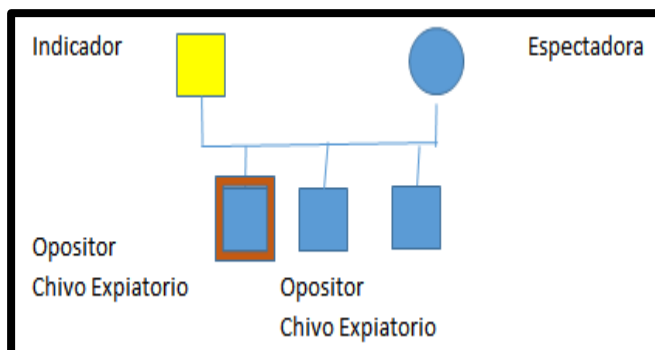 Indicador
Espectadora
Opositor
Chivo Expiatorio
Opositor
Chivo Expiatorio